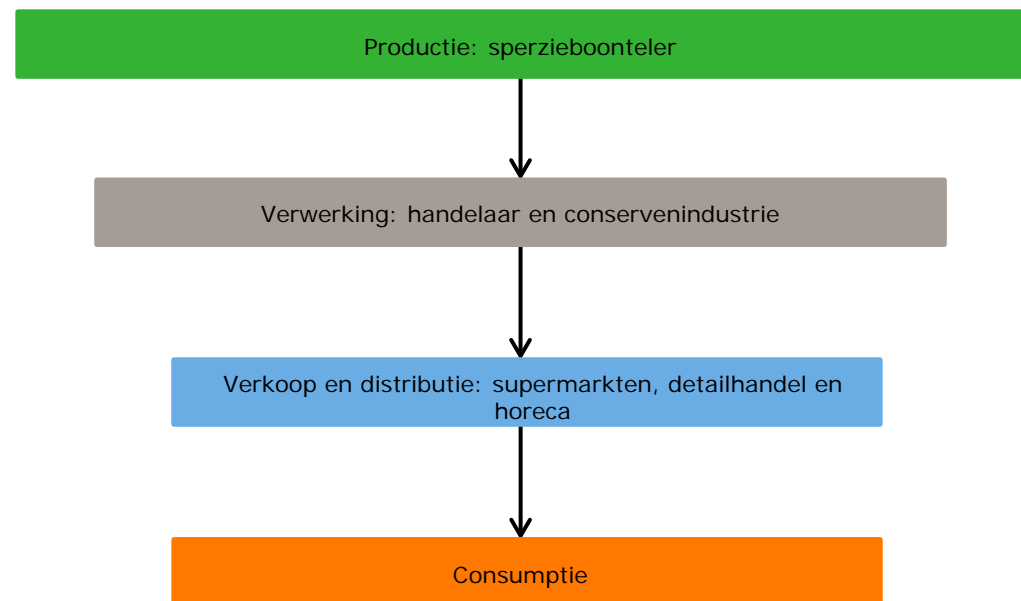 Productie: sperzieboonteler
Verwerking: handelaar en conservenindustrie
Verkoop en distributie: supermarkten, detailhandel en
horeca
Consumptie